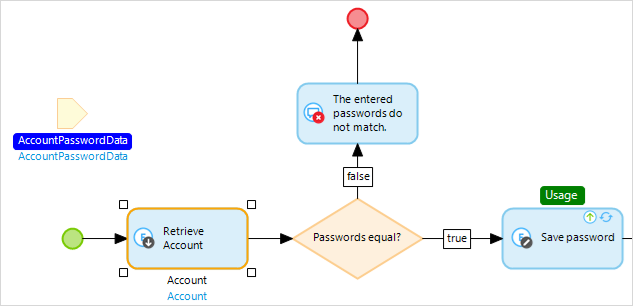 The entered
passwords do
not match.
AccountPasswordData
AccountPasswordData
false
Usage
Retrieve
Account
Passwords equal?
true
Save password
Account
Account